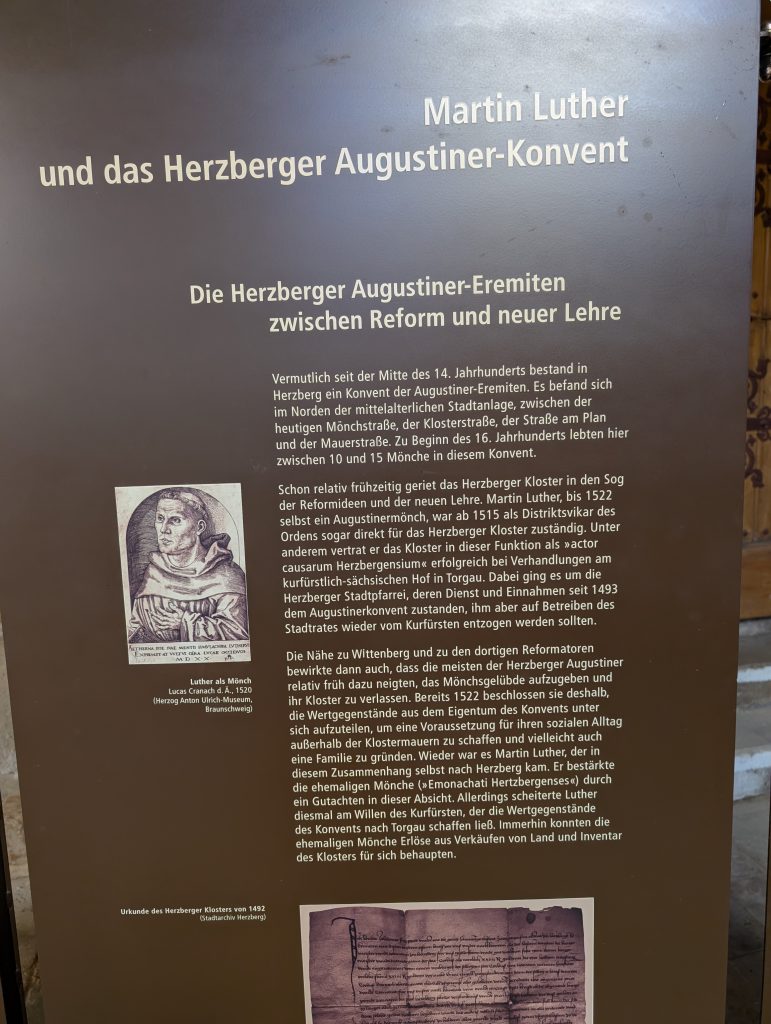 Martin Luther
und das Herzberger Augustiner-Konvent
Die Herzberger Augustiner-Eremiten
zwischen Reform und neuer Lehre
Vermutlich seit der Mitte des 14. Jahrhunderts bestand in
Herzberg ein Konvent der Augustiner-Eremiten. Es befand sich
im Norden der mittelalterlichen Stadtanlage, zwischen der
heutigen Mönchstraße, der Klosterstraße, der Straße am Plan
und der Mauerstraße. Zu Beginn des 16. Jahrhunderts lebten hier
zwischen 10 und 15 Mönche in diesem Konvent.
Schon relativ frühzeitig geriet das Herzberger Kloster in den Sog
der Reformideen und der neuen Lehre. Martin Luther, bis 1522
selbst ein Augustinermönch, war ab 1515 als Distriktsvikar des
Ordens sogar direkt für das Herzberger Kloster zuständig. Unter
anderem vertrat er das Kloster in dieser Funktion als »actor
causarum Herzbergensium« erfolgreich bei Verhandlungen am
kurfürstlich-sächsischen Hof in Torgau. Dabei ging es um die
Herzberger Stadtpfarrei, deren Dienst und Einnahmen seit 1493
dem Augustinerkonvent zustanden, ihm aber auf Betreiben des
Stadtrates wieder vom Kurfürsten entzogen werden sollten.
Die Nähe zu Wittenberg und zu den dortigen Reformatoren
bewirkte dann auch, dass die meisten der Herzberger Augustiner
relativ früh dazu neigten, das Mönchsgelübde aufzugeben und
ihr Kloster zu verlassen. Bereits 1522 beschlossen sie deshalb,
die Wertgegenstände aus dem Eigentum des Konvents unter
sich aufzuteilen, um eine Voraussetzung für ihren sozialen Alltag
außerhalb der Klostermauern zu schaffen und vielleicht auch
eine Familie zu gründen. Wieder war es Martin Luther, der in
diesem Zusammenhang selbst nach Herzberg kam. Er bestärkte
die ehemaligen Mönche (»Emonachati Hertzbergenses«) durch
ein Gutachten in dieser Absicht. Allerdings scheiterte Luther
diesmal am Willen des Kurfürsten, der die Wertgegenstände
des Konvents nach Torgau schaffen ließ. Immerhin konnten die
ehemaligen Mönche Erlöse aus Verkäufen von Land und Inventar
des Klosters für sich behaupten.
MDXX
Luther als Mönch
Lucas Cranach d. Ä., 1520
(Herzog Anton Ulrich-Museum,
Braunschweig)
Urkunde des Herzberger Klosters von 1492
(Stadtarchiv Herzberg)